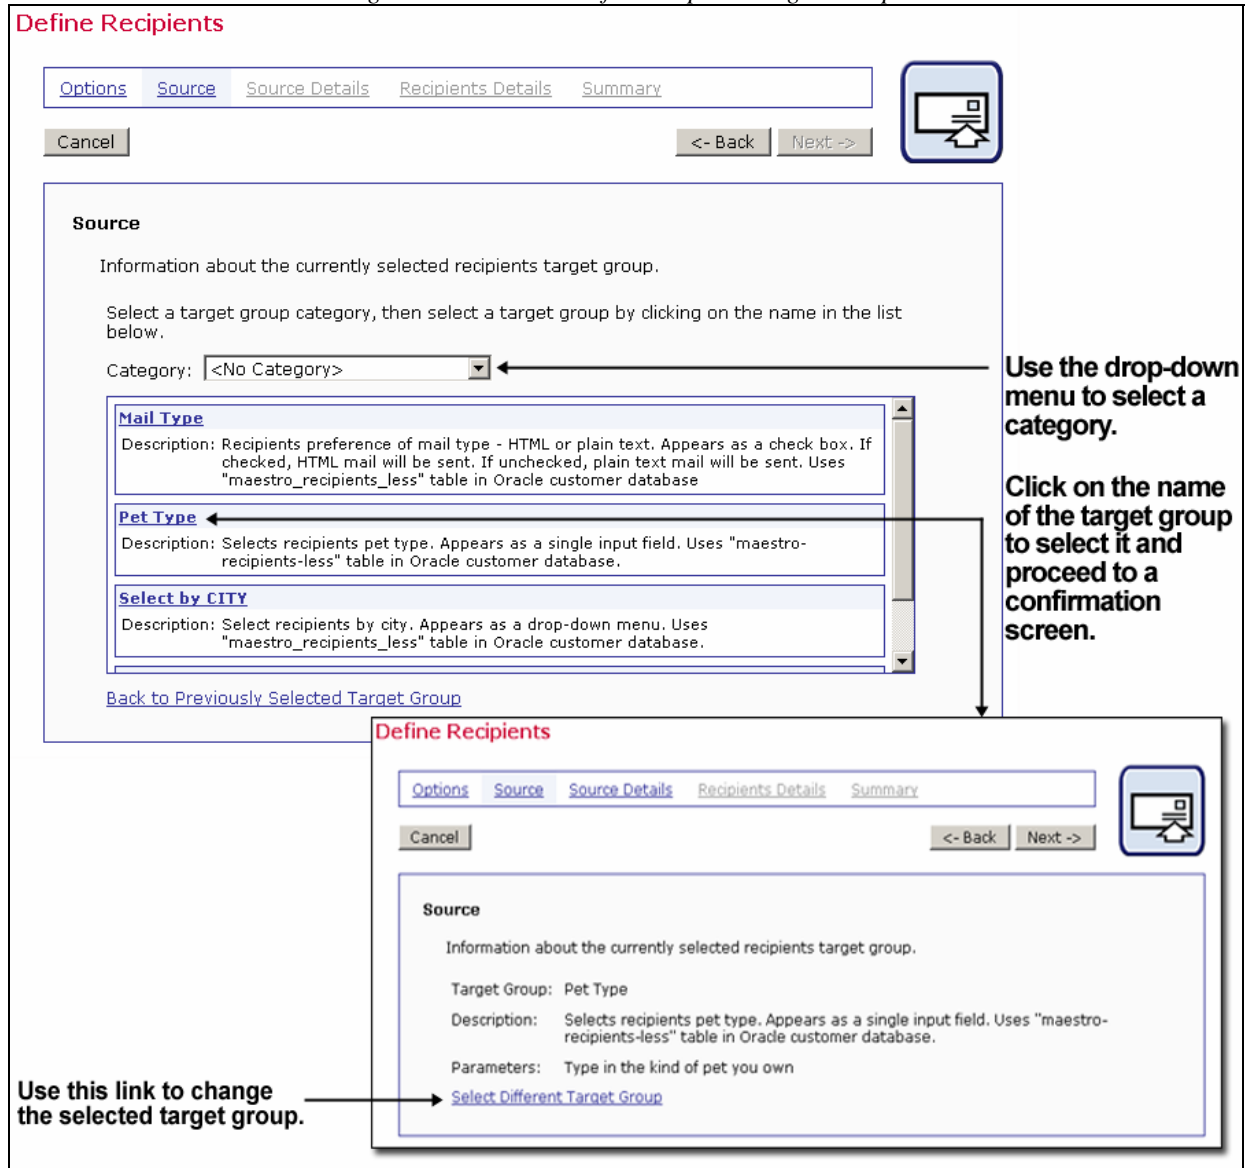 Define Recipients
Options Source Source Details Recipients Details Summary
Cancel <- Back Next ->
Source
Information about the currently selected recipients target group.
Select a target group category, then select a target group by clicking on the name in the list
below.
Category: <No Category>
Mail Type
Description: Recipients preference of mail type - HTML or plain text. Appears as a check box. If
checked, HTML mail will be sent. If unchecked, plain text mail will be sent. Uses
"maestro_recipients_less" table in Oracle customer database
Pet Type
Description: Selects recipients pet type. Appears as a single input field. Uses "maestro-
recipients-less" table in Oracle customer database.
Select by CITY
Description: Select recipients by city. Appears as a drop-down menu. Uses
"maestro_recipients_less" table in Oracle customer database.
Back to Previously Selected Target Group
Use the drop-down
menu to select a
category.
Click on the name
of the target group
to select it and
proceed to a
confirmation
screen.
Define Recipients
Options Source Source Details Recipients Details Summary
Cancel <- Back Next ->
Source
Information about the currently selected recipients target group.
Target Group: Pet Type
Description: Selects recipients pet type. Appears as a single input field. Uses "maestro-
recipients-less" table in Oracle customer database.
Parameters: Type in the kind of pet you own
Select Different Target Group
Use this link to change
the selected target group.